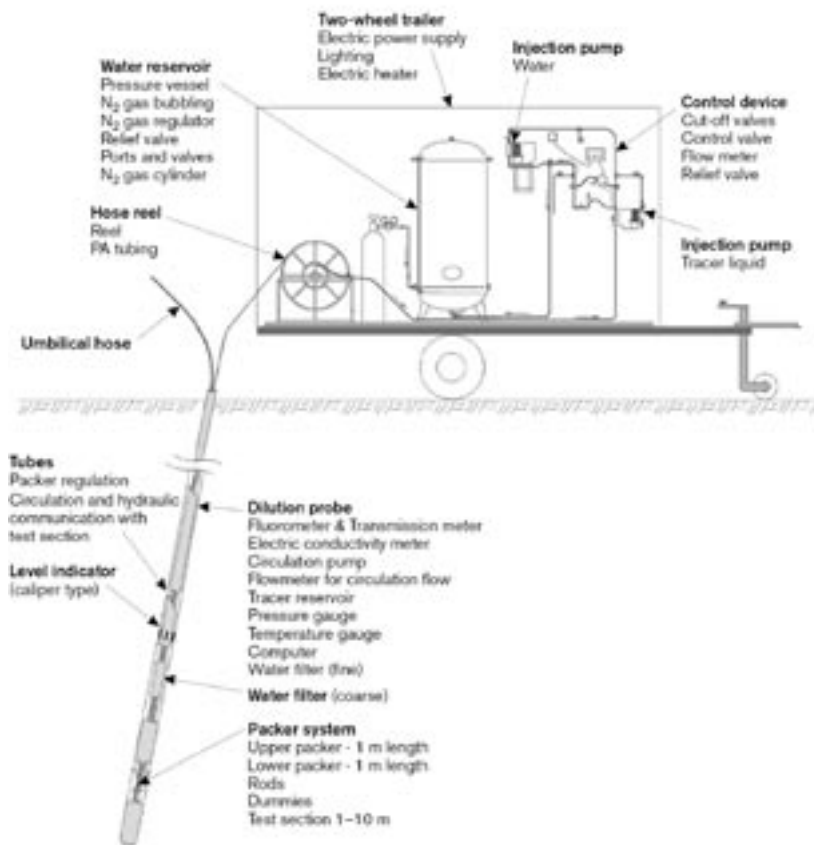 Two-wheel trailer
Electric power supply
Lighting
Electric heater
Injection pump
Water
Water reservoir
Pressure vessel
N₂ gas bubbling
N₂ gas regulator
Relief valve
Ports and valves
N₂ gas cylinder
Control device
Cut-off valves
Control valve
Flow meter
Relief valve
Hose reel
Reel
PA tubing
Injection pump
Tracer liquid
Umbilical hose
Tubes
Packer regulation
Circulation and hydraulic
communication with
test section
Level indicator
(caliper type)
Dilution probe
Fluorometer & Transmission meter
Electric conductivity meter
Circulation pump
Flowmeter for circulation flow
Tracer reservoir
Pressure gauge
Temperature gauge
Computer
Water filter (fine)
Water filter (coarse)
Packer system
Upper packer - 1 m length
Lower packer - 1 m length
Rods
Dummies
Test section 1–10 m